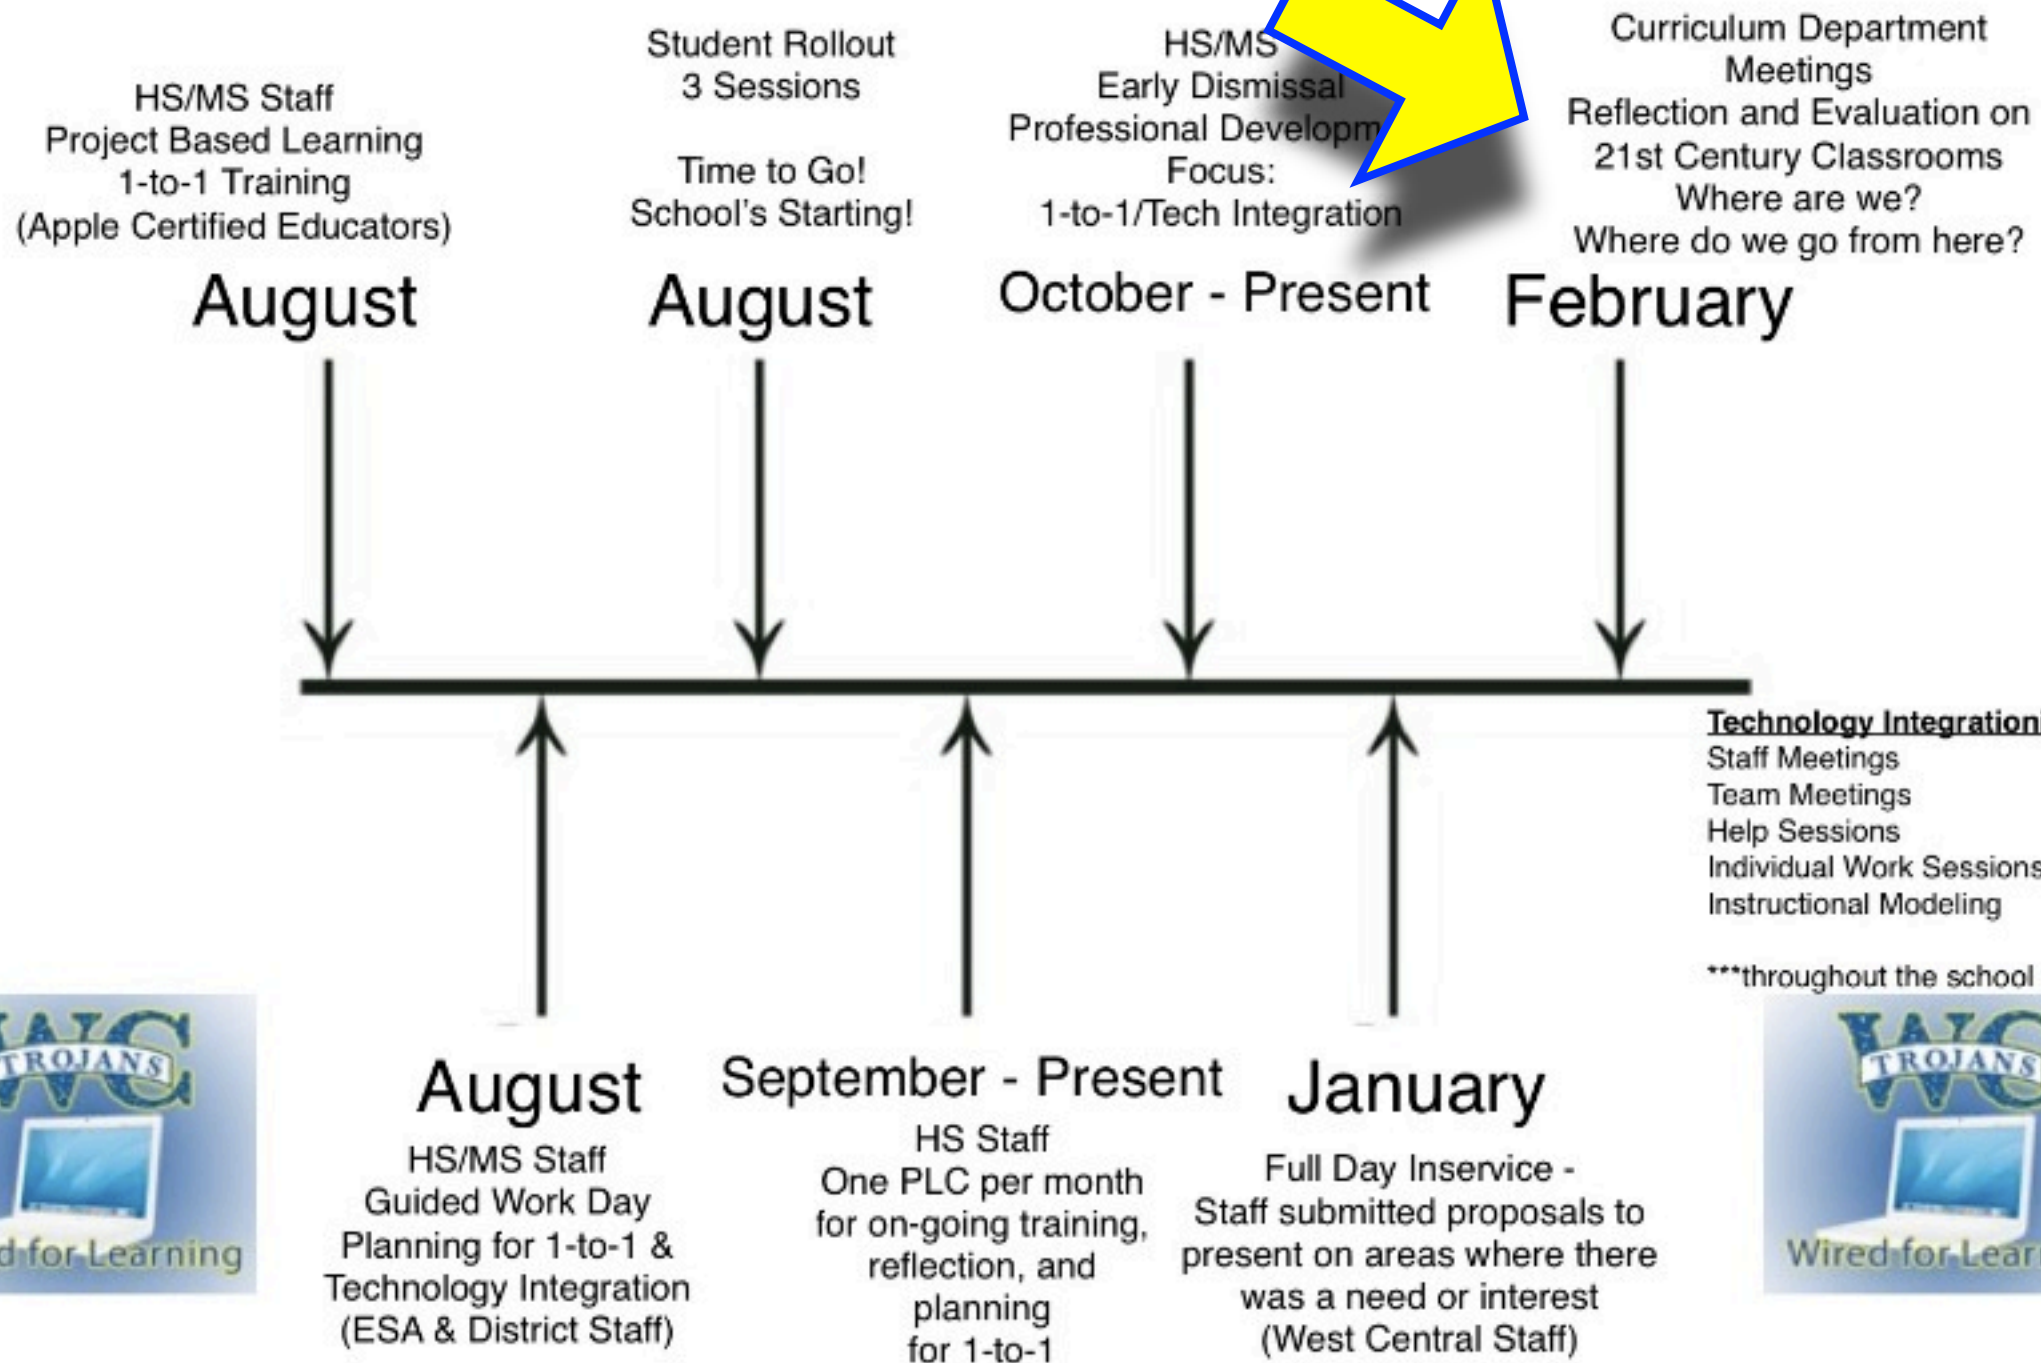 HS/MS Staff
Project Based Learning
1-to-1 Training
(Apple Certified Educators)
August
Student Rollout
3 Sessions
Time to Go!
School's Starting!
August
HS/MS
Early Dismissal
Professional Developm
Focus:
1-to-1/Tech Integration
October - Present
Curriculum Department
Meetings
Reflection and Evaluation on
21st Century Classrooms
Where are we?
Where do we go from here?
February
Technology Integration
Staff Meetings
Team Meetings
Help Sessions
Individual Work Sessions
Instructional Modeling
***throughout the school
August
HS/MS Staff
Guided Work Day
Planning for 1-to-1 &
Technology Integration
(ESA & District Staff)
September - Present
HS Staff
One PLC per month
for on-going training,
reflection, and
planning
for 1-to-1
January
Full Day Inservice -
Staff submitted proposals to
present on areas where there
was a need or interest
(West Central Staff)
WC
TROJANS
d for Learning
WC
TROJANS
Wired for Lear